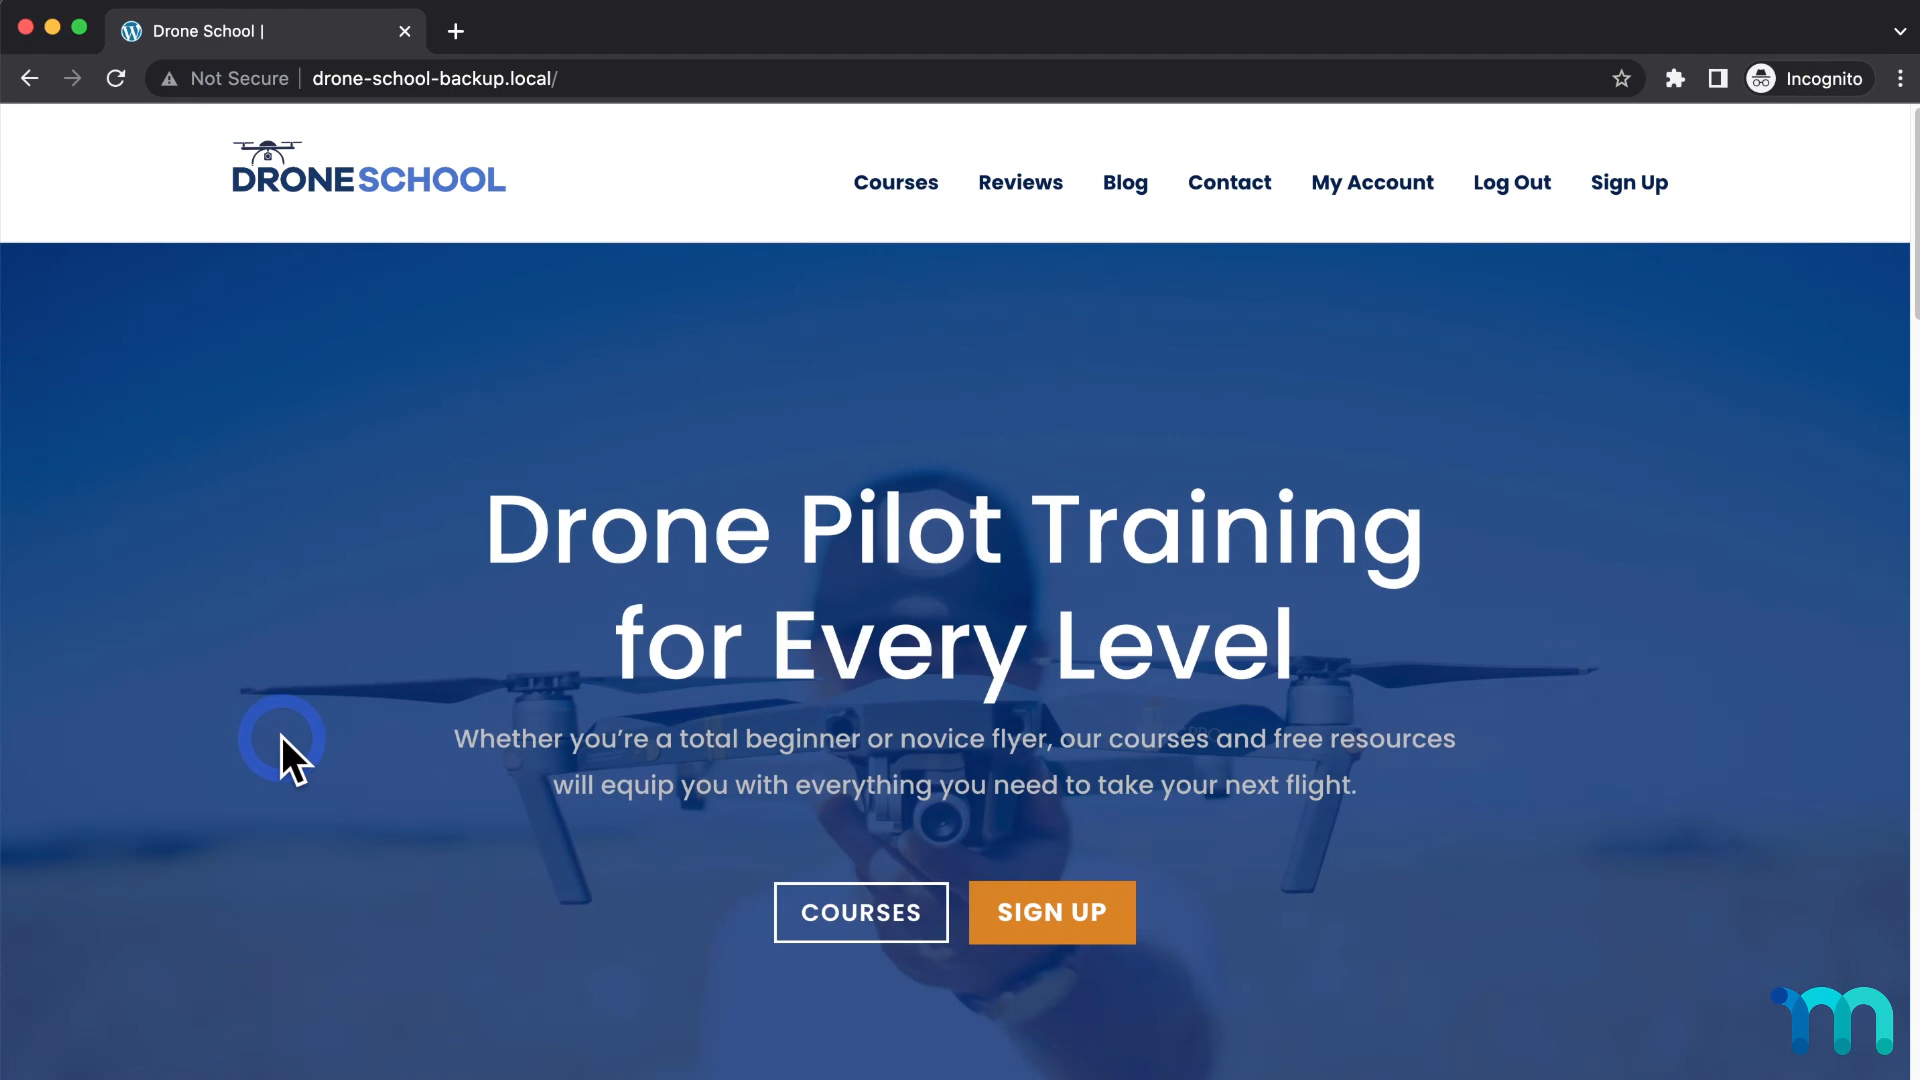 Drone School |
Not Secure
drone-school-backup.local/
Incognito
DRONESCHOOL
Courses
Reviews
Blog
Contact
My Account
Log Out
Sign Up
Drone Pilot Training
for Every Level
Whether you’re a total beginner or novice flyer, our courses and free resources
will equip you with everything you need to take your next flight.
COURSES
SIGN UP
m